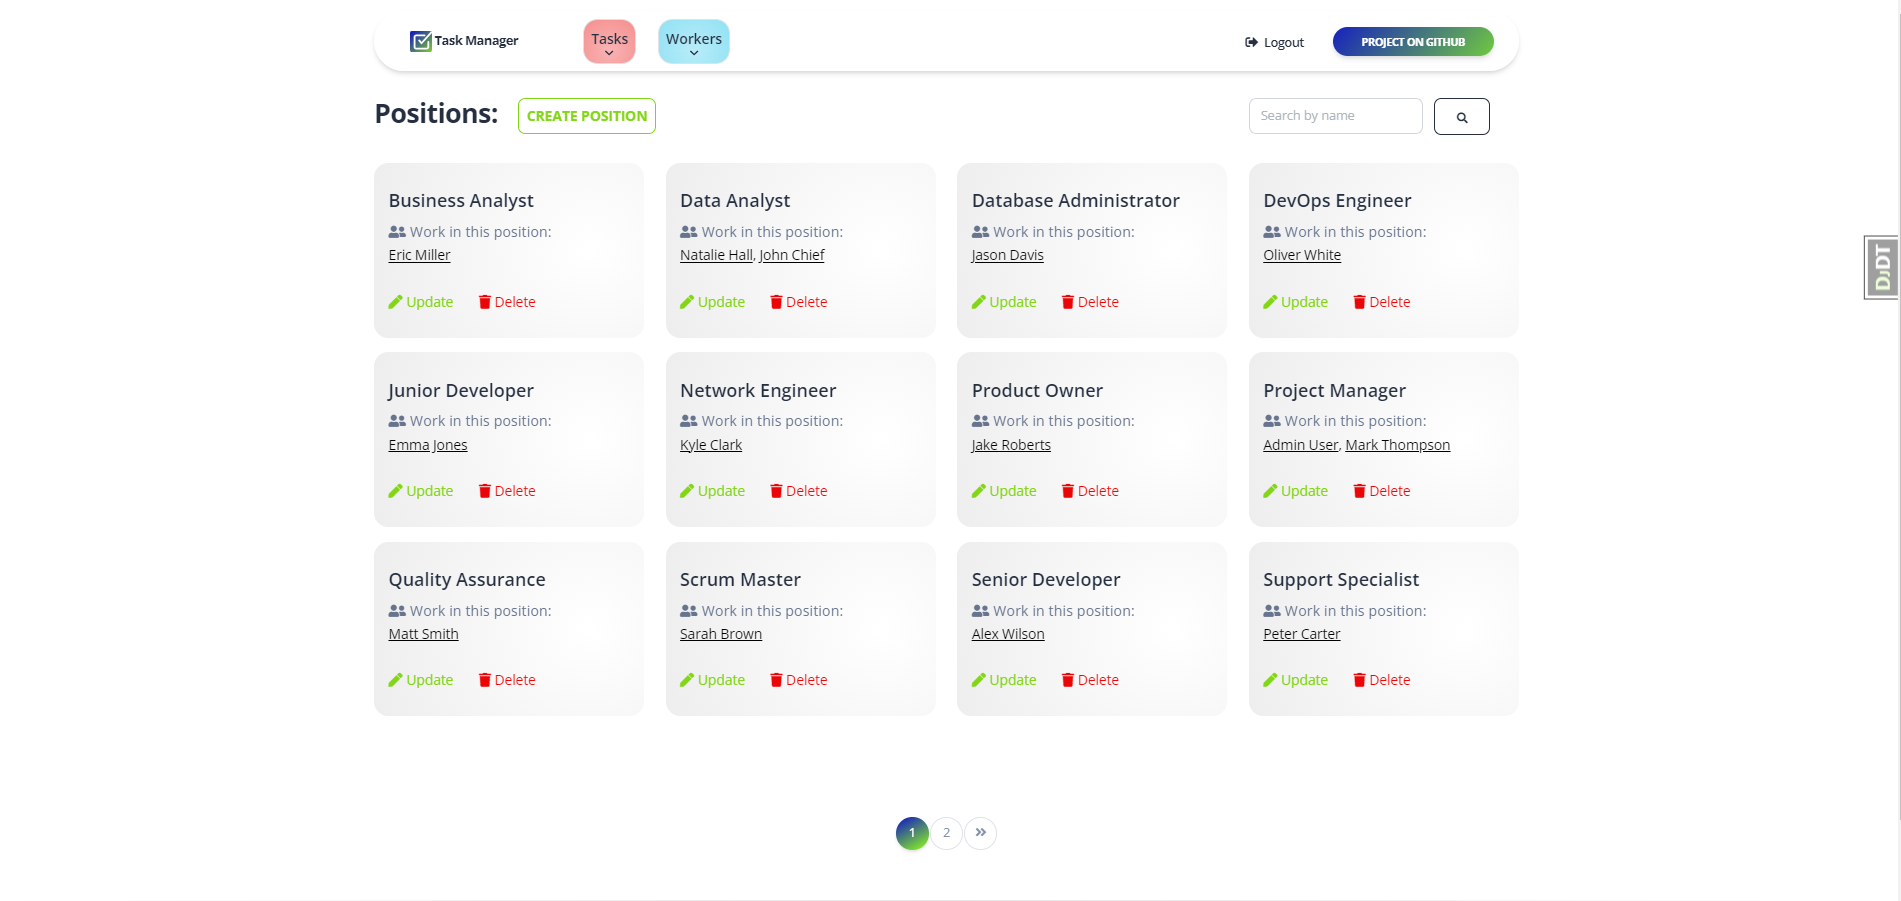 Task Manager
Tasks
Workers
Logout
PROJECT ON GITHUB
Positions:
CREATE POSITION
Search by name
Business Analyst
Work in this position:
Eric Miller
Update Delete
Data Analyst
Work in this position:
Natalie Hall, John Chief
Update Delete
Database Administrator
Work in this position:
Jason Davis
Update Delete
DevOps Engineer
Work in this position:
Oliver White
Update Delete
DJDT
Junior Developer
Work in this position:
Emma Jones
Update Delete
Network Engineer
Work in this position:
Kyle Clark
Update Delete
Product Owner
Work in this position:
Jake Roberts
Update Delete
Project Manager
Work in this position:
Admin User, Mark Thompson
Update Delete
Quality Assurance
Work in this position:
Matt Smith
Update Delete
Scrum Master
Work in this position:
Sarah Brown
Update Delete
Senior Developer
Work in this position:
Alex Wilson
Update Delete
Support Specialist
Work in this position:
Peter Carter
Update Delete
1 2 »